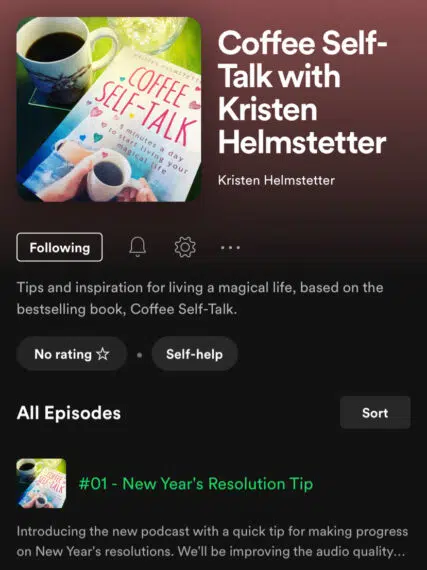 KRISTEN HELMSTETTER
COFFEE
SELF-TALK
5 minutes a day
to start living your
magical life
Coffee Self-
Talk with
Kristen
Helmstetter
Kristen Helmstetter
Following
Tips and inspiration for living a magical life, based on the
bestselling book, Coffee Self-Talk.
No rating
Self-help
All Episodes
Sort
COFFEE
SELF-TALK
#01 - New Year's Resolution Tip
Introducing the new podcast with a quick tip for making progress
on New Year's resolutions. We'll be improving the audio quality...